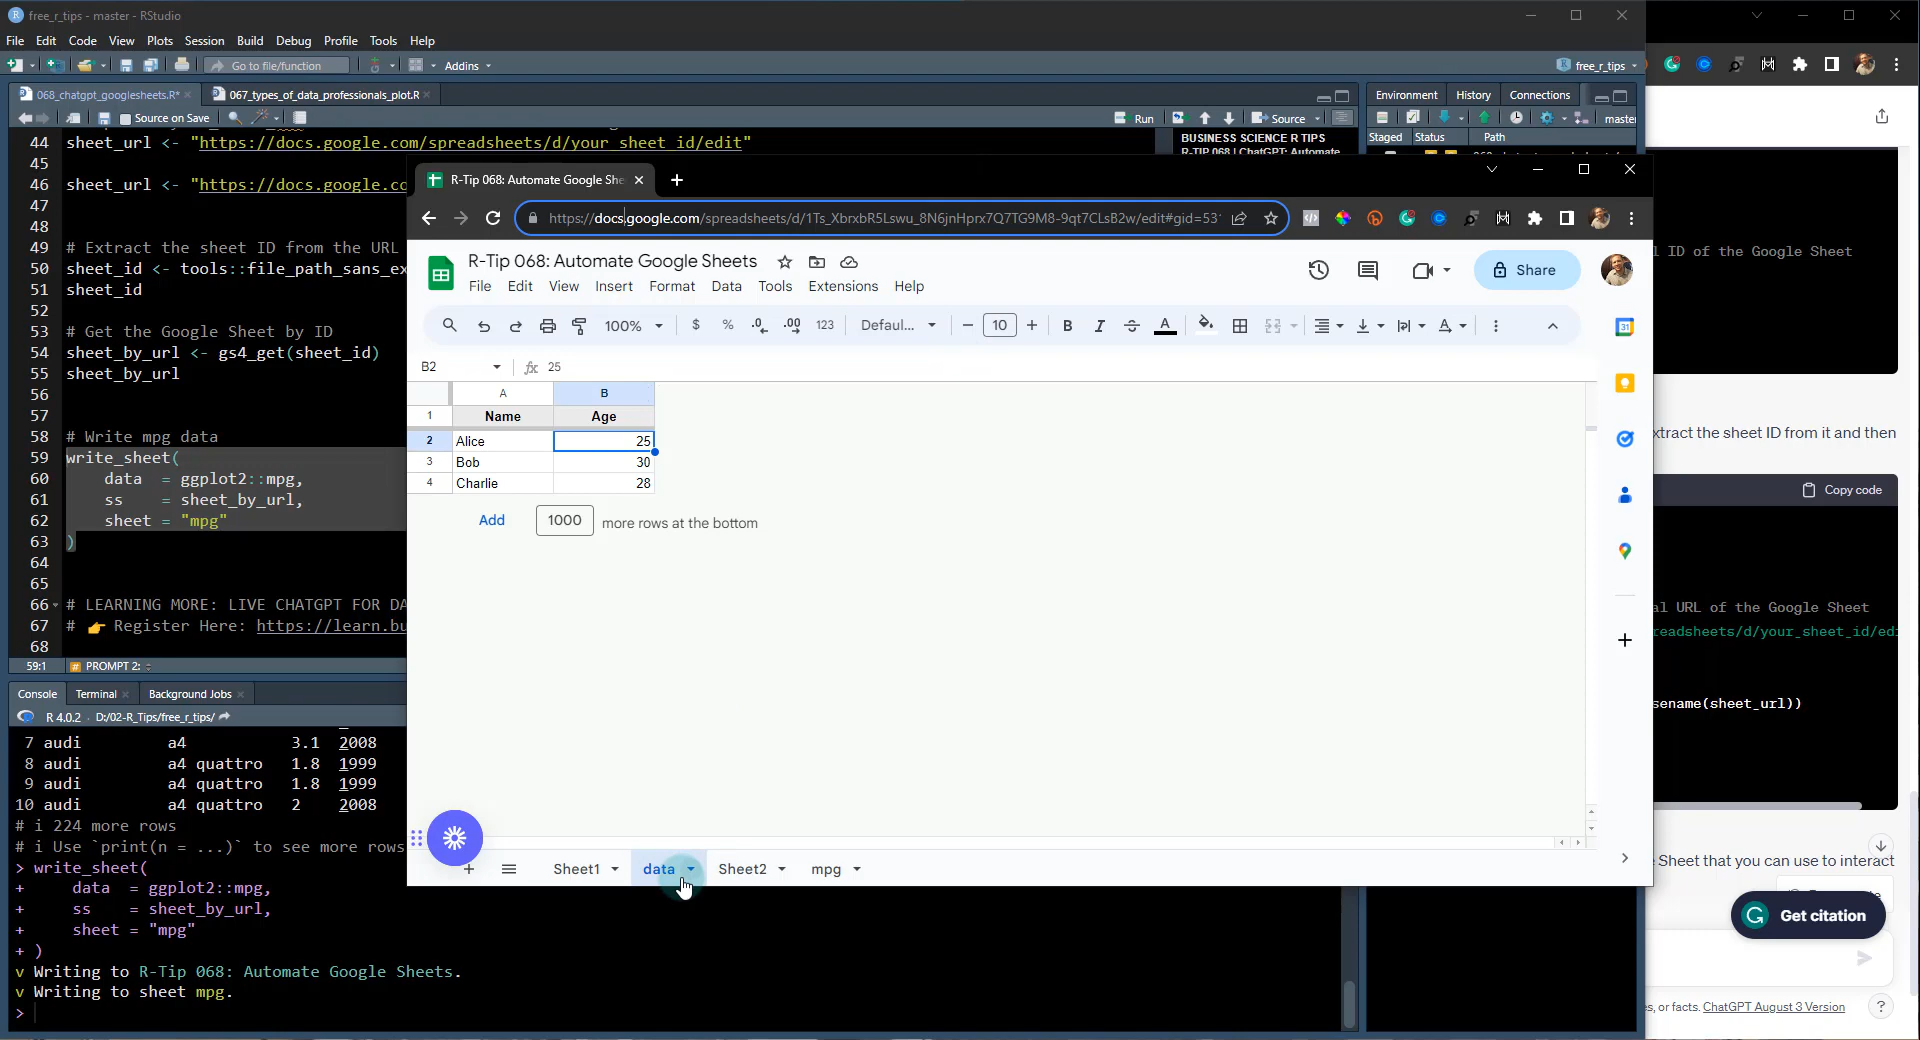 free_r_tips - master - RStudio
File Edit Code View Plots Session Build Debug Profile Tools Help
Go to file/function
Addins
free_r_tips
068_chatgpt_googlesheets.R*
067_types_of_data_professionals_plot.R
Source on Save
Run
Source
BUSINESS SCIENCE R TIPS
R-TIP 068 | ChatGPT: Automate
Environment History Connections
master
Staged Status Path
44 sheet_url <- "https://docs.google.com/spreadsheets/d/your_sheet_id/edit"
45
46 sheet_url <- "https://docs.google.co
47
48
49 # Extract the sheet ID from the URL
50 sheet_id <- tools::file_path_sans_ex
51 sheet_id
52
53 # Get the Google Sheet by ID
54 sheet_by_url <- gs4_get(sheet_id)
55 sheet_by_url
56
57
58 # Write mpg data
59 write_sheet(
60 data = ggplot2::mpg,
61 ss = sheet_by_url,
62 sheet = "mpg"
63 )
64
65
66 # LEARNING MORE: LIVE CHATGPT FOR DA
67 # 👉 Register Here: https://learn.bu
68
59:1 # PROMPT 2:
Console Terminal Background Jobs
R 4.0.2 · D:/02-R_Tips/free_r_tips/
7 audi a4 3.1 2008
8 audi a4 quattro 1.8 1999
9 audi a4 quattro 1.8 1999
10 audi a4 quattro 2 2008
# i 224 more rows
# i Use `print(n = ...)` to see more rows
> write_sheet(
+ data = ggplot2::mpg,
+ ss = sheet_by_url,
+ sheet = "mpg"
+ )
v Writing to R-Tip 068: Automate Google Sheets.
v Writing to sheet mpg.
>
R-Tip 068: Automate Google She
https://docs.google.com/spreadsheets/d/1Ts_XbrxbR5Lswu_8N6jnHprx7Q7TG9M8-9qt7CLsB2w/edit#gid=531
R-Tip 068: Automate Google Sheets
File Edit View Insert Format Data Tools Extensions Help
Share
100% $ % .0 .00 123 Defaul... − 10 + B I A
31
B2 fx 25
A B
1 Name Age
2 Alice 25
3 Bob 30
4 Charlie 28
Add 1000 more rows at the bottom
Sheet1 data Sheet2 mpg
l ID of the Google Sheet
xtract the sheet ID from it and then
Copy code
al URL of the Google Sheet
readsheets/d/your_sheet_id/edi
sename(sheet_url))
Sheet that you can use to interact
Get citation
s, or facts. ChatGPT August 3 Version
?